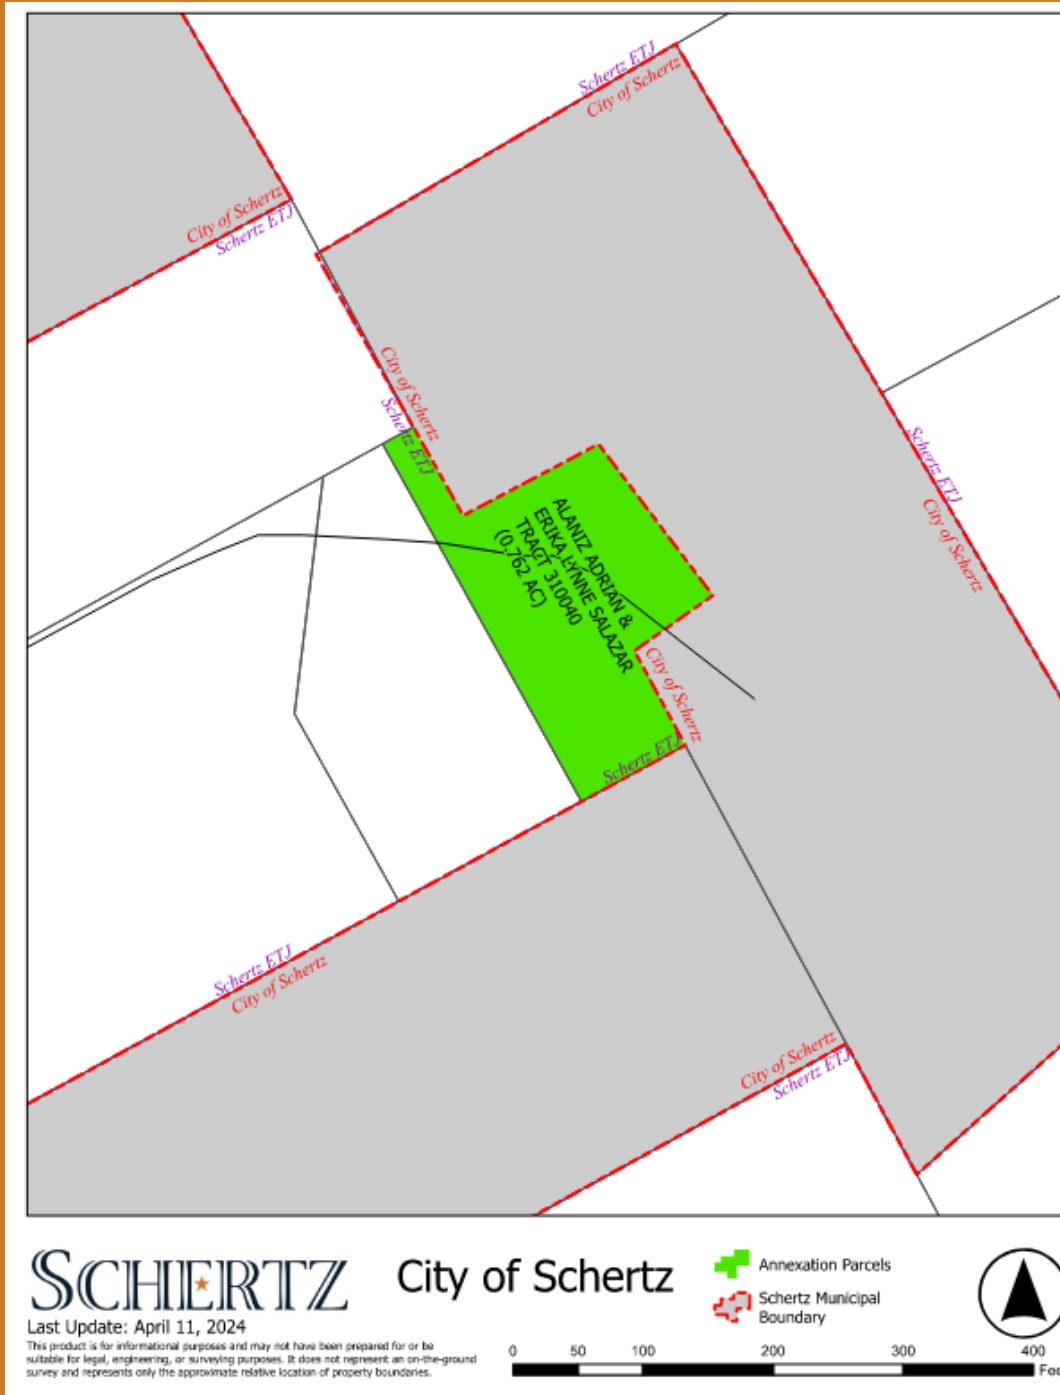 Schertz ETJ
City of Schertz
City of Schertz
Schertz ETJ
City of Schertz
Schertz ETJ
Schertz ETJ
City of Schertz
ALANIZ ADRIAN &
ERIKA LYNNE SALAZAR
TRACT 310040
(0.762 AC)
City of Schertz
Schertz ETJ
Schertz ETJ
City of Schertz
City of Schertz
Schertz ETJ
SCHERTZ
City of Schertz
Annexation Parcels
Schertz Municipal
Boundary
Last Update: April 11, 2024
This product is for informational purposes and may not have been prepared for or be
suitable for legal, engineering, or surveying purposes. It does not represent an on-the-ground
survey and represents only the approximate relative location of property boundaries.
0 50 100 200 300 400
Fee